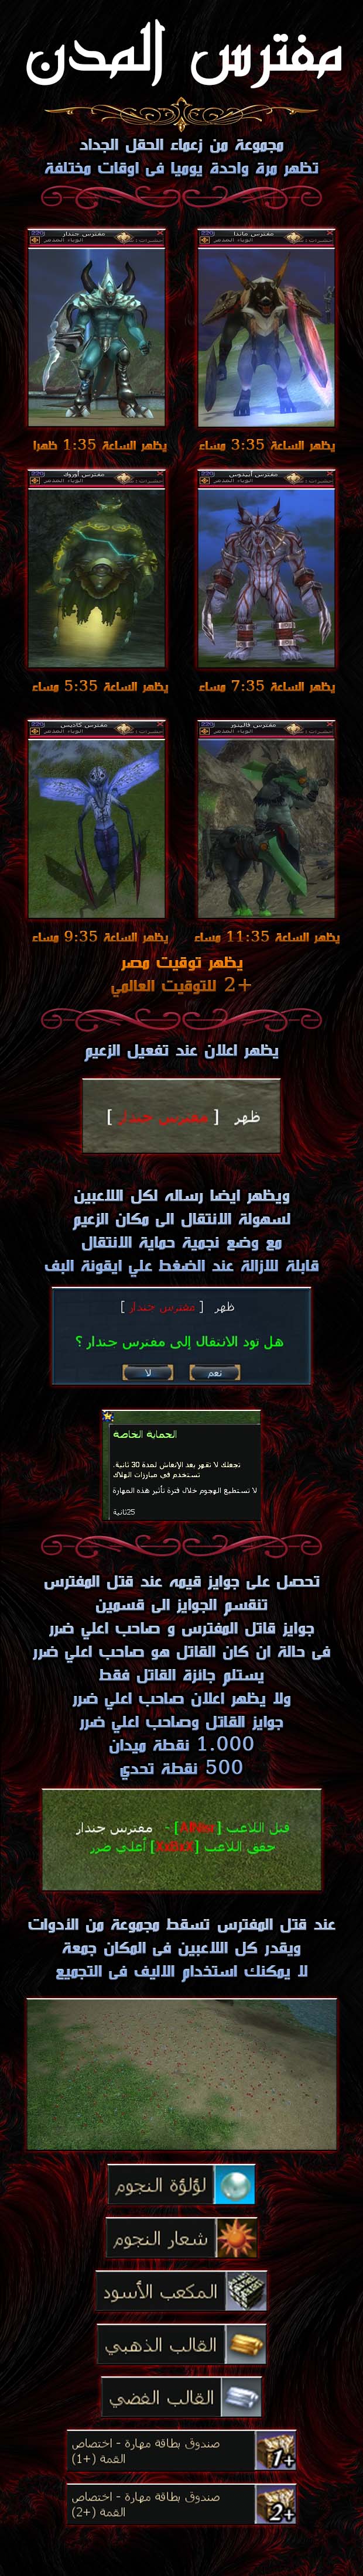 مفترس المدن
مجموعة من زعماء الحقل الجداد
تظهر مرة واحدة يوميا فى اوقات مختلفة
مفترس جندار
مفترس ماندا
يظهر الساعة 1:35 ظهرا
يظهر الساعة 3:35 مساء
مفترس اوروك
مفترس ابيدوس
يظهر الساعة 5:35 مساء
يظهر الساعة 7:35 مساء
مفترس كاديس
مفترس فالينور
يظهر الساعة 9:35 مساء
يظهر الساعة 11:35 مساء
يظهر توقيت مصر
+2 للتوقيت العالمي
يظهر اعلان عند تفعيل الزعيم
ظهر [ مفترس جندار ]
ويظهر ايضا رساله لكل اللاعبين
لسهولة الانتقال الى مكان الزعيم
مع وضع نجمية حماية الانتقال
قابلة للازالة عند الضغط علي ايقونة البف
ظهر [ مفترس جندار ]
هل تود الانتقال إلى مفترس جندار ؟
نعم
لا
الحماية الخاصة
تجعلك لا تقهر بعد الإنعاش لمدة 30 ثانية.
تستخدم في مبارزات الهلاك
لا تستطيع الهجوم خلال فترة تأثير هذه المهارة
25ثانية
تحصل على جوايز قيمه عند قتل المفترس
تنقسم الجوايز الى قسمين
جوايز قاتل المفترس و صاحب اعلي ضرر
فى حالة ان كان القاتل هو صاحب اعلي ضرر
يستلم جائزة القاتل فقط
ولا يظهر اعلان صاحب اعلي ضرر
جوايز القاتل وصاحب اعلي ضرر
1.000 نقطة ميدان
500 نقطة تحدي
قتل اللاعب - مفترس جندار
حقق اللاعب أعلى ضرر
عند قتل المفترس تسقط مجموعة من الأدوات
ويقدر كل اللاعبين فى المكان جمعة
لا يمكنك استخدام الاليف فى التجميع
لؤلؤة النجوم
شعار النجوم
المكعب الأسود
القالب الذهبي
القالب الفضي
صندوق بطاقة مهارة - اختصاص
القمة (+1)
1+
صندوق بطاقة مهارة - اختصاص
القمة (+2)
2+